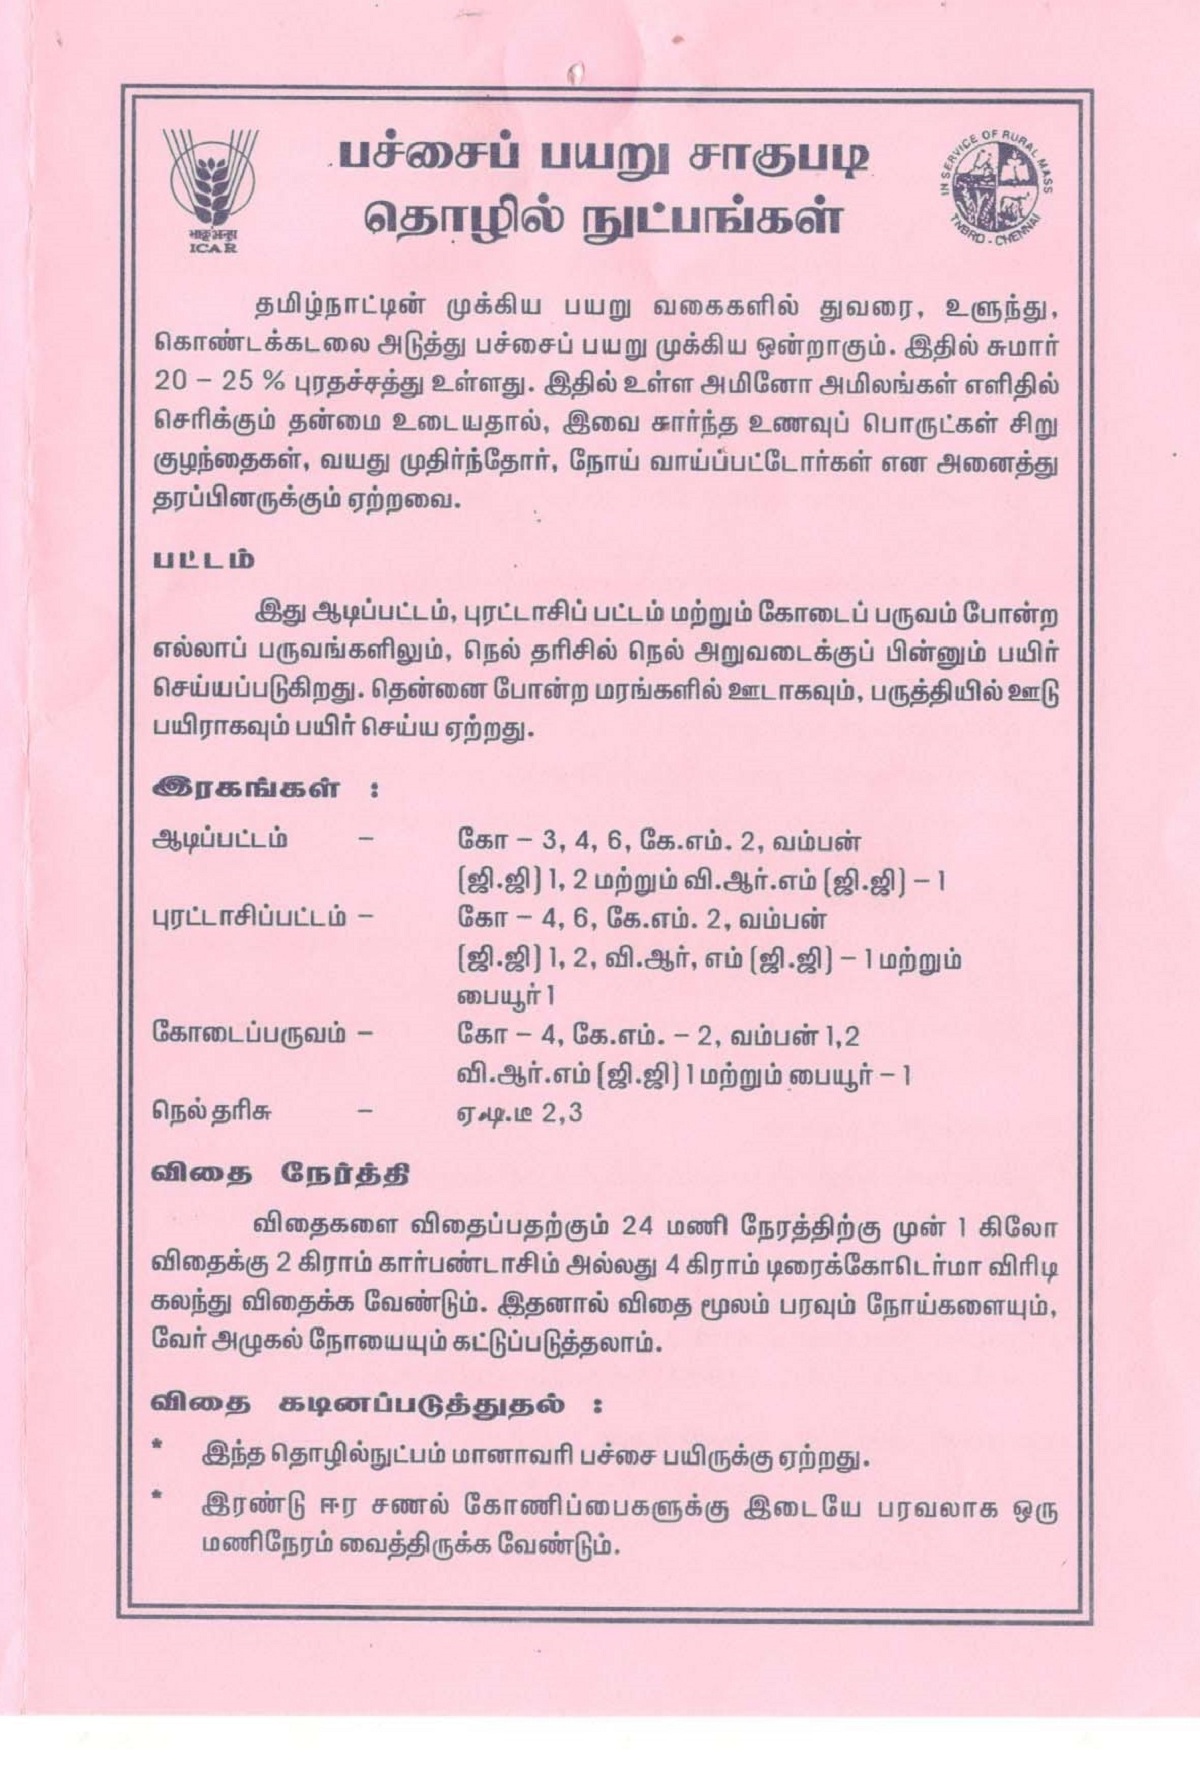 பச்சைப் பயறு சாகுபடி
தொழில் நுட்பங்கள்
भाकृअनुप
ICAR
IN SERVICE OF RURAL MASS
TNBRD - CHENNAI
தமிழ்நாட்டின் முக்கிய பயறு வகைகளில் துவரை, உளுந்து,
கொண்டக்கடலை அடுத்து பச்சைப் பயறு முக்கிய ஒன்றாகும். இதில் சுமார்
20 – 25 % புரதச்சத்து உள்ளது. இதில் உள்ள அமினோ அமிலங்கள் எளிதில்
செரிக்கும் தன்மை உடையதால், இவை சார்ந்த உணவுப் பொருட்கள் சிறு
குழந்தைகள், வயது முதிர்ந்தோர், நோய் வாய்ப்பட்டோர்கள் என அனைத்து
தரப்பினருக்கும் ஏற்றவை.
பட்டம்
இது ஆடிப்பட்டம், புரட்டாசிப் பட்டம் மற்றும் கோடைப் பருவம் போன்ற
எல்லாப் பருவங்களிலும், நெல் தரிசில் நெல் அறுவடைக்குப் பின்னும் பயிர்
செய்யப்படுகிறது. தென்னை போன்ற மரங்களில் ஊடாகவும், பருத்தியில் ஊடு
பயிராகவும் பயிர் செய்ய ஏற்றது.
இரகங்கள் :
ஆடிப்பட்டம் – கோ – 3, 4, 6, கே.எம். 2, வம்பன்
(ஜி.ஜி) 1, 2 மற்றும் வி.ஆர்.எம் (ஜி.ஜி) – 1
புரட்டாசிப்பட்டம் – கோ – 4, 6, கே.எம். 2, வம்பன்
(ஜி.ஜி) 1, 2, வி.ஆர், எம் (ஜி.ஜி) – 1 மற்றும்
பையூர் 1
கோடைப்பருவம் – கோ – 4, கே.எம். – 2, வம்பன் 1,2
வி.ஆர்.எம் (ஜி.ஜி) 1 மற்றும் பையூர் – 1
நெல் தரிசு – ஏ.டி.டீ 2,3
விதை நேர்த்தி
விதைகளை விதைப்பதற்கும் 24 மணி நேரத்திற்கு முன் 1 கிலோ
விதைக்கு 2 கிராம் கார்பண்டாசிம் அல்லது 4 கிராம் டிரைக்கோடெர்மா விரிடி
கலந்து விதைக்க வேண்டும். இதனால் விதை மூலம் பரவும் நோய்களையும்,
வேர் அழுகல் நோயையும் கட்டுப்படுத்தலாம்.
விதை கடினப்படுத்துதல் :
* இந்த தொழில்நுட்பம் மானாவரி பச்சை பயிருக்கு ஏற்றது.
* இரண்டு ஈர சணல் கோணிப்பைகளுக்கு இடையே பரவலாக ஒரு
மணிநேரம் வைத்திருக்க வேண்டும்.